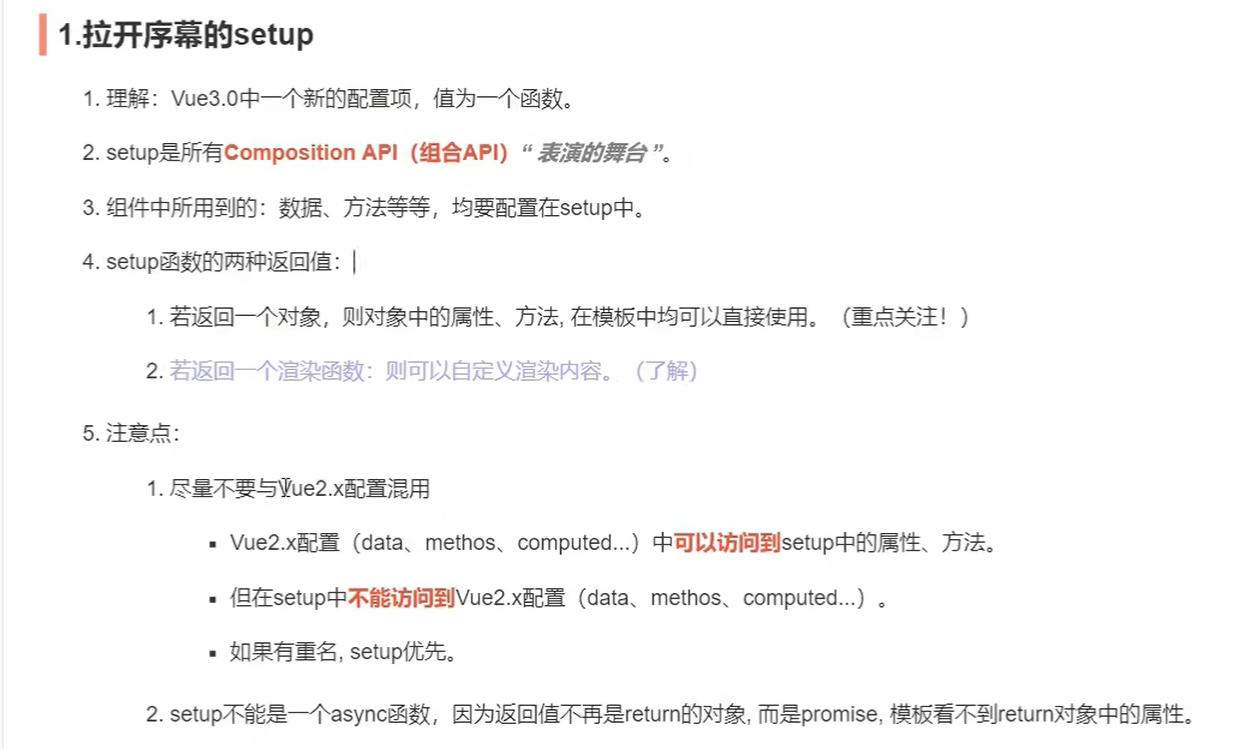 1.拉开序幕的setup
1. 理解：Vue3.0中一个新的配置项，值为一个函数。
2. setup是所有Composition API（组合API）“ 表演的舞台 ”。
3. 组件中所用到的：数据、方法等等，均要配置在setup中。
4. setup函数的两种返回值：
1. 若返回一个对象，则对象中的属性、方法, 在模板中均可以直接使用。（重点关注！）
2. 若返回一个渲染函数：则可以自定义渲染内容。（了解）
5. 注意点：
1. 尽量不要与Vue2.x配置混用
▪ Vue2.x配置（data、methos、computed...）中可以访问到setup中的属性、方法。
▪ 但在setup中不能访问到Vue2.x配置（data、methos、computed...）。
▪ 如果有重名, setup优先。
2. setup不能是一个async函数，因为返回值不再是return的对象, 而是promise, 模板看不到return对象中的属性。